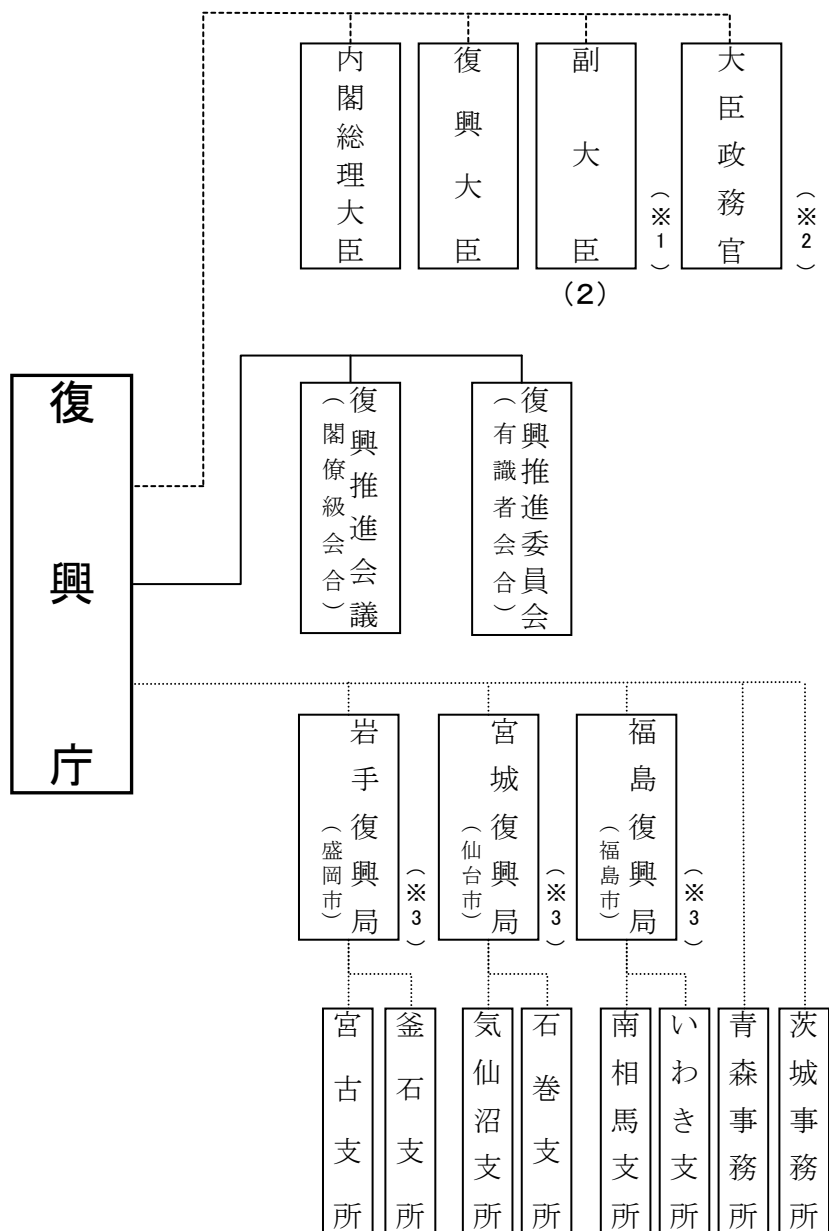 復興庁
内閣総理大臣
復興大臣
副大臣
(※1)
(2)
大臣政務官
(※2)
復興推進会議
(閣僚級会合)
復興推進委員会
(有識者会合)
岩手復興局
(盛岡市)
(※3)
宮城復興局
(仙台市)
(※3)
福島復興局
(福島市)
(※3)
宮古支所
釜石支所
気仙沼支所
石巻支所
南相馬支所
いわき支所
青森事務所
茨城事務所